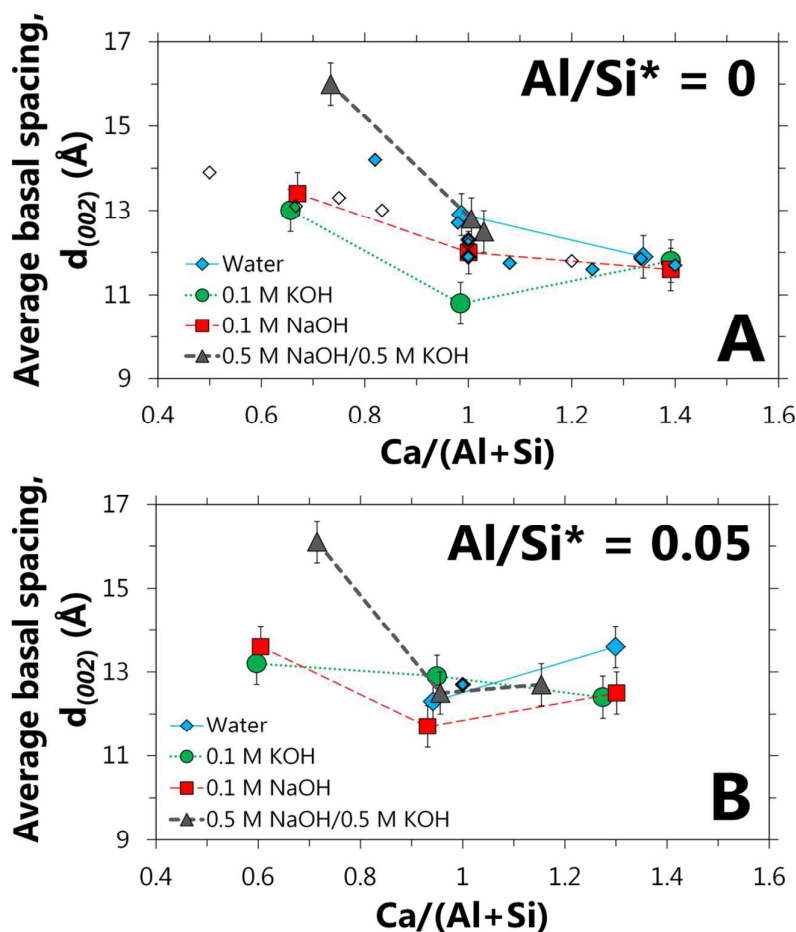 Average basal spacing,
d(002) (Å)
17
15
13
11
9
Al/Si* = 0
Water
0.1 M KOH
0.1 M NaOH
0.5 M NaOH/0.5 M KOH
A
0.4 0.6 0.8 1 1.2 1.4 1.6
Ca/(Al+Si)
Average basal spacing,
d(002) (Å)
17
15
13
11
9
Al/Si* = 0.05
Water
0.1 M KOH
0.1 M NaOH
0.5 M NaOH/0.5 M KOH
B
0.4 0.6 0.8 1 1.2 1.4 1.6
Ca/(Al+Si)